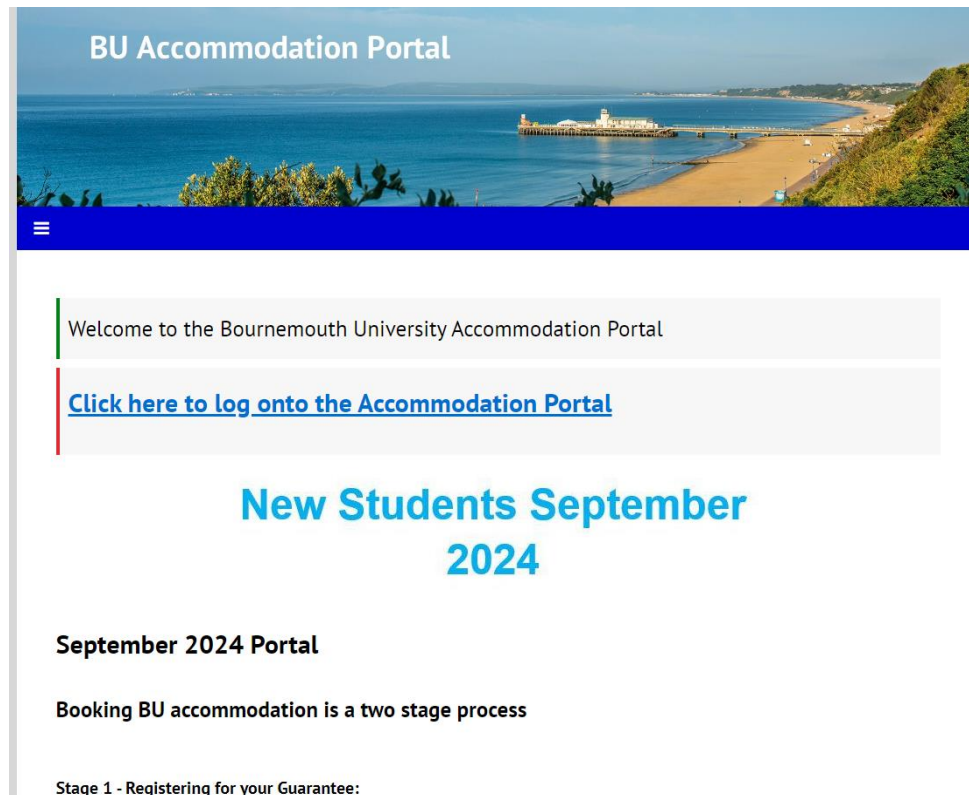 BU Accommodation Portal
Welcome to the Bournemouth University Accommodation Portal
Click here to log onto the Accommodation Portal
New Students September
2024
September 2024 Portal
Booking BU accommodation is a two stage process
Stage 1 - Registering for your Guarantee: